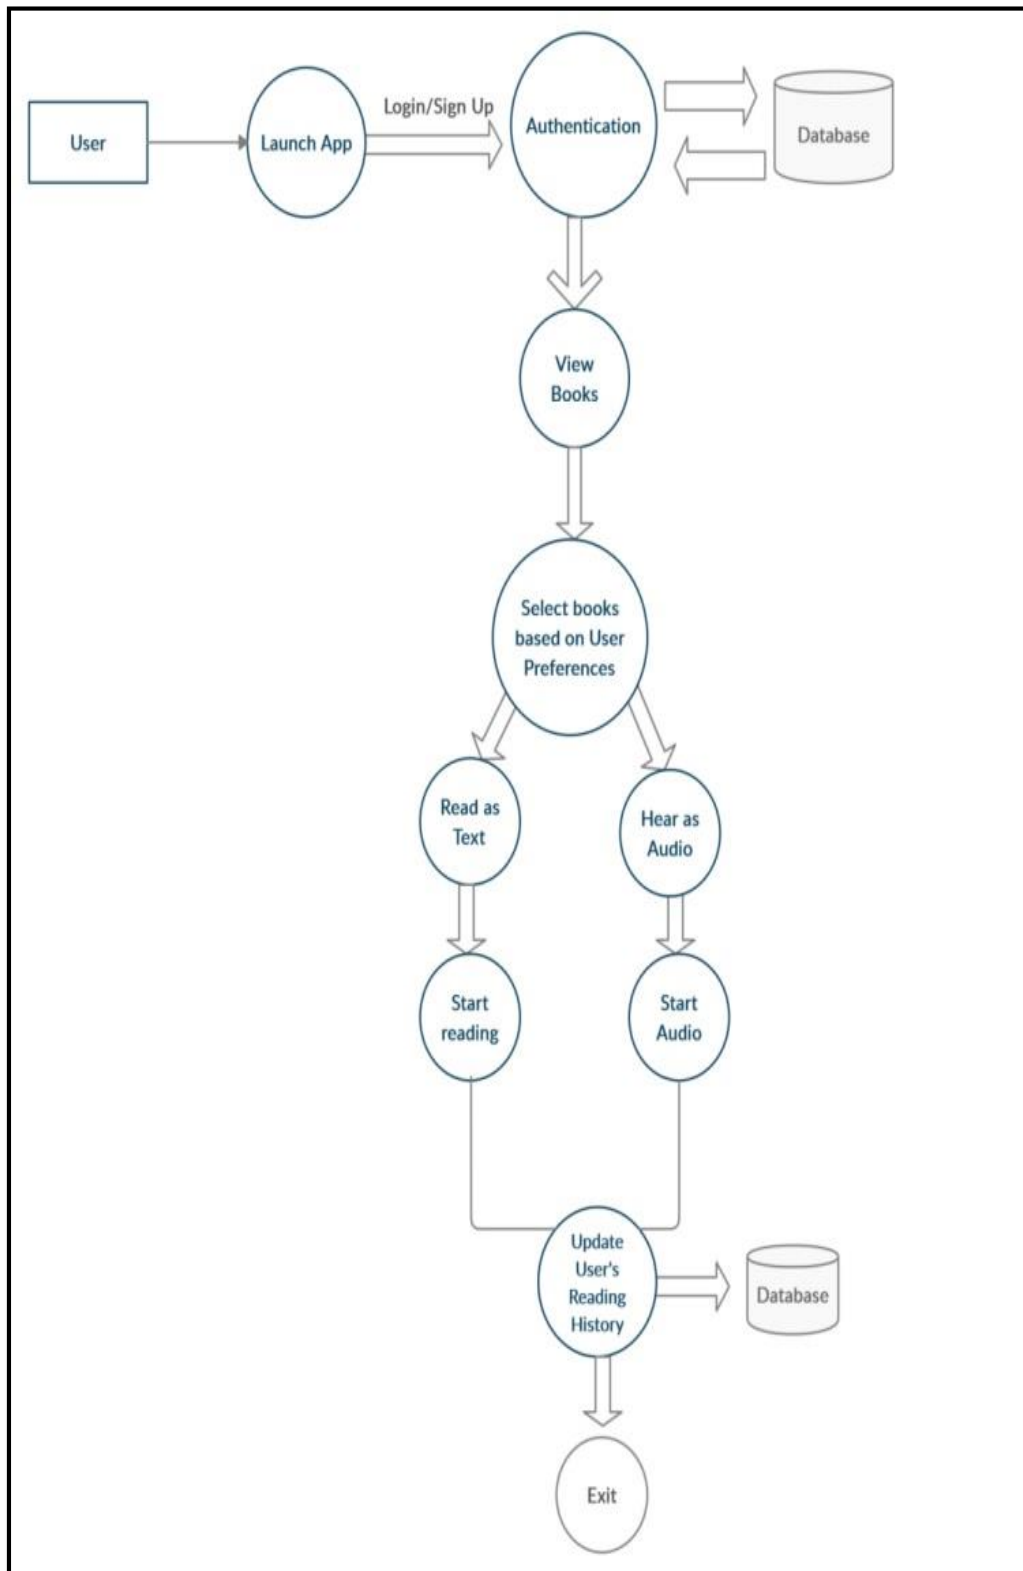 User
Launch App
Login/Sign Up
Authentication
Database
View
Books
Select books
based on User
Preferences
Read as
Text
Hear as
Audio
Start
reading
Start
Audio
Update
User's
Reading
History
Database
Exit